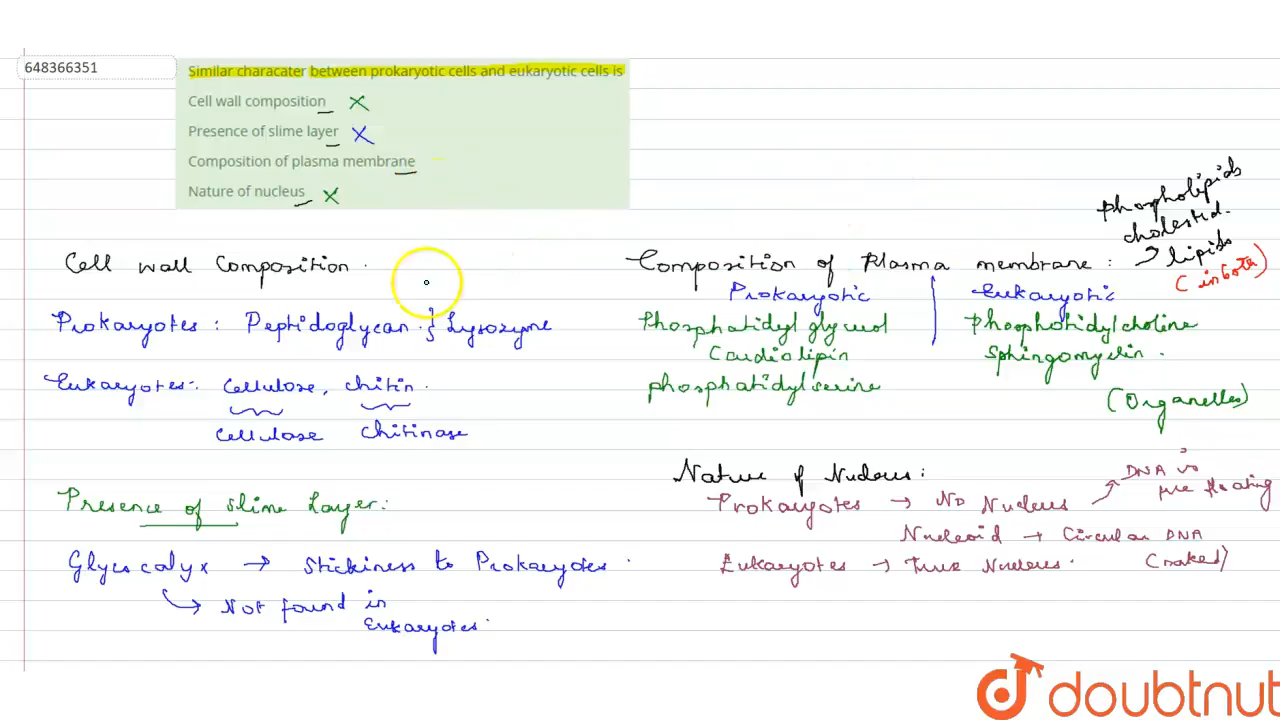 648366351
Similar characater between prokaryotic cells and eukaryotic cells is
Cell wall composition
Presence of slime layer
Composition of plasma membrane
Nature of nucleus
Cell wall Composition.
Prokaryotes: Peptidoglycan. } Lysozyme
Eukaryotes: Cellulose, chitin.
Cellulase chitinase
Presence of Slime Layer:
Glycocalyx → Stickiness to Prokaryotes.
→ Not found in
Eukaryotes.
phospholipids
lipids
(in both)
Composition of Plasma membrane:
Prokaryotic Eukaryotic
Phosphatidyl glycerol Phosphotidylcholine
Cardiolipin Sphingomyelin.
phosphatidylserine
(Organelles)
Nature of Nucleus:
Prokaryotes → No Nucleus → DNA is
floating
Nucleoid → Circular DNA
(naked)
Eukaryotes → True Nucleus.
doubtnut